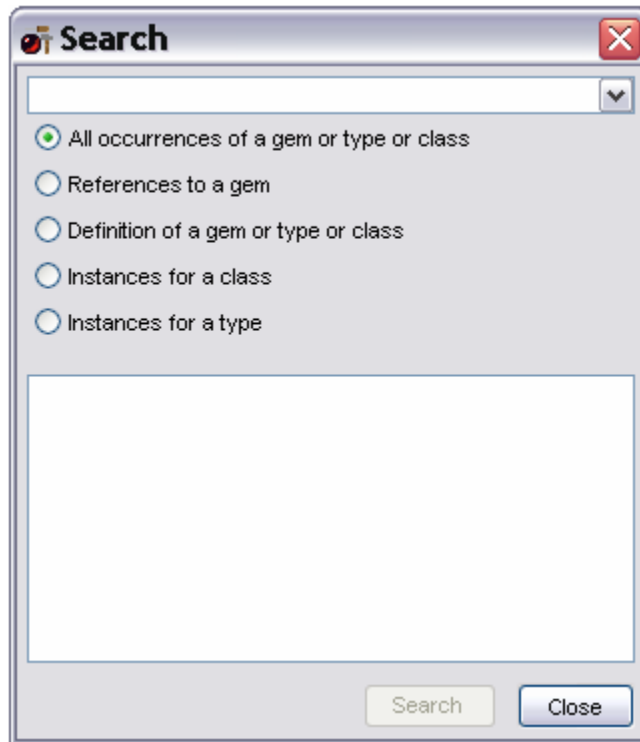 Search
All occurrences of a gem or type or class
References to a gem
Definition of a gem or type or class
Instances for a class
Instances for a type
Search
Close